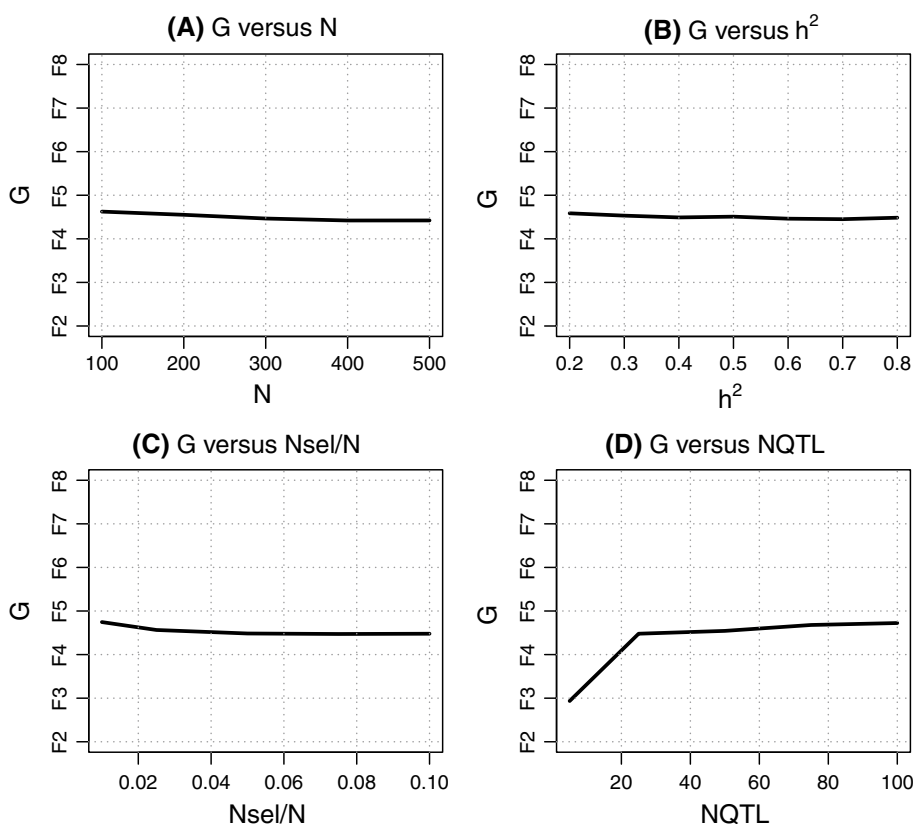 (A) G versus N
F8
F7
F6
F5
F4
F3
F2
G
100 200 300 400 500
N
(B) G versus h²
F8
F7
F6
F5
F4
F3
F2
G
0.2 0.3 0.4 0.5 0.6 0.7 0.8
h²
(C) G versus Nsel/N
F8
F7
F6
F5
F4
F3
F2
G
0.02 0.04 0.06 0.08 0.10
Nsel/N
(D) G versus NQTL
F8
F7
F6
F5
F4
F3
F2
G
20 40 60 80 100
NQTL